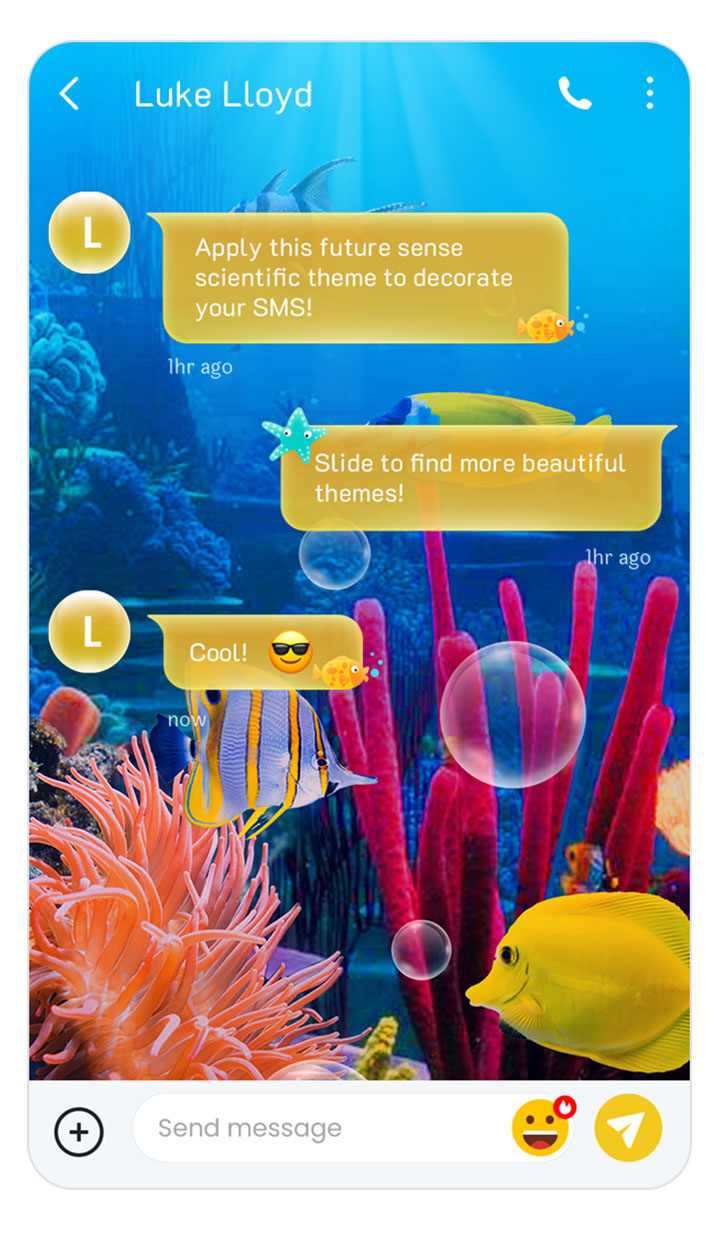 Luke Lloyd
L
Apply this future sense
scientific theme to decorate
your SMS!
1hr ago
Slide to find more beautiful
themes!
1hr ago
L
Cool! 😎
now
Send message